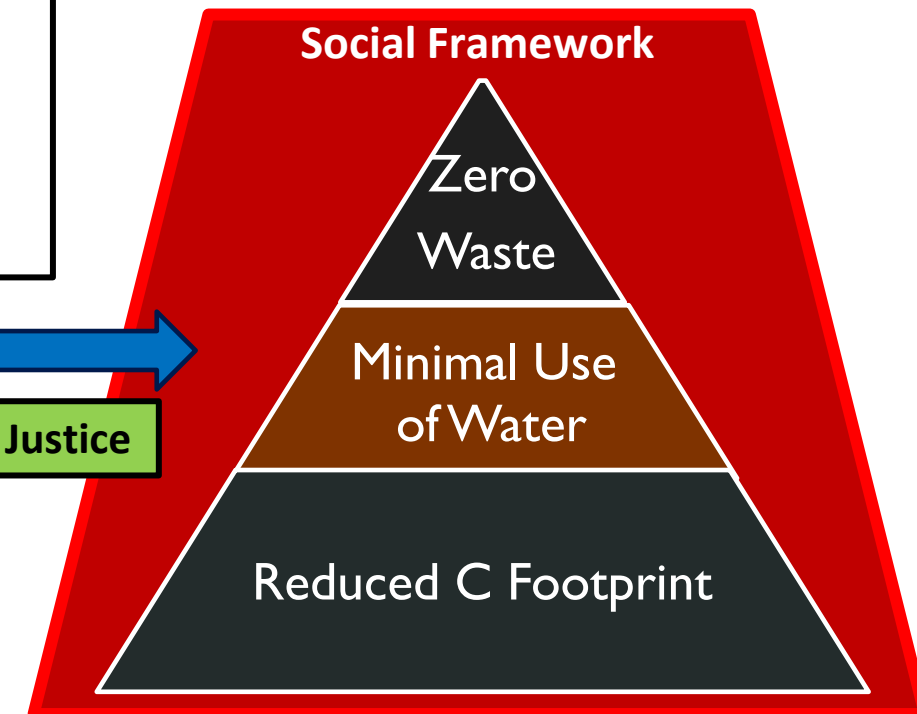 Social Framework
Zero
Waste
Minimal Use
of Water
Justice
Reduced C Footprint